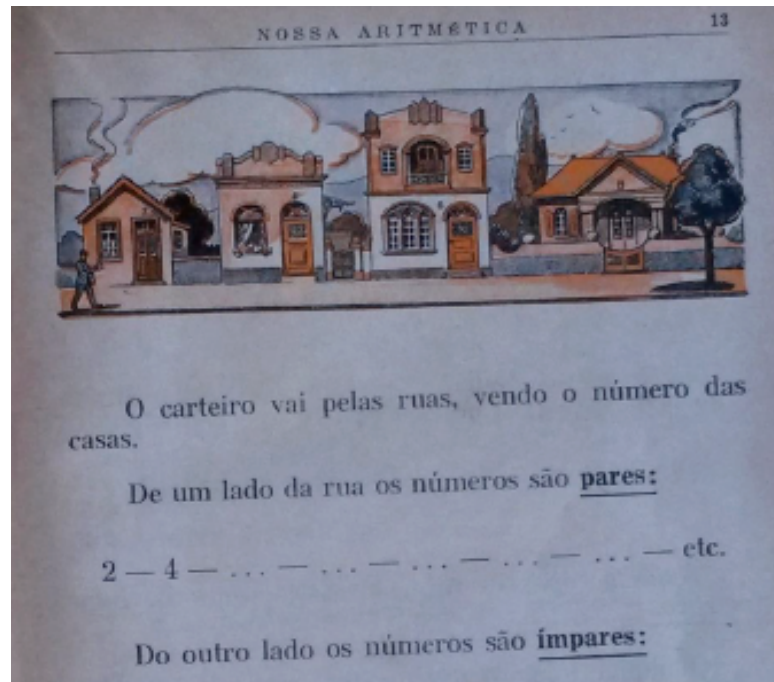 NOSSA ARITMÉTICA 13
O carteiro vai pelas ruas, vendo o número das
casas.
De um lado da rua os números são pares:
2 — 4 — ... — ... — ... — ... — ... — etc.
Do outro lado os números são ímpares: